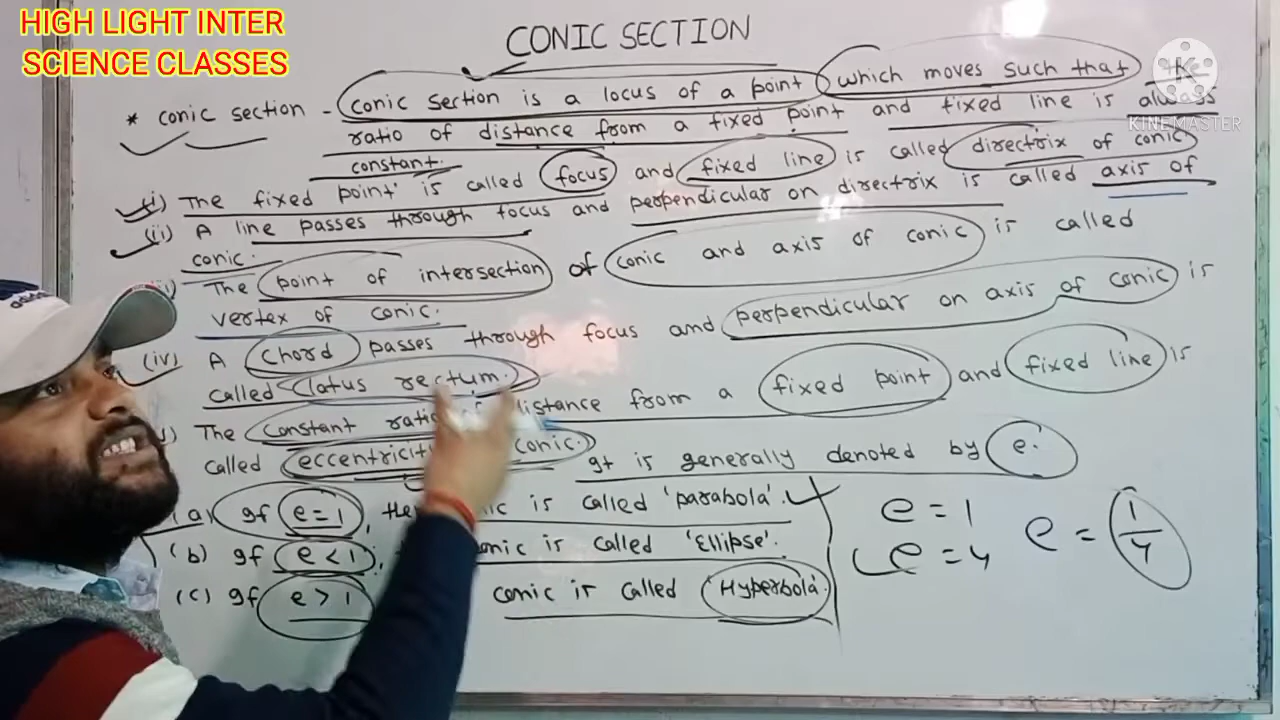 HIGH LIGHT INTER
SCIENCE CLASSES
CONIC SECTION
* conic section - conic section is a locus of a point which moves such that the
ratio of distance from a fixed point and fixed line is always
constant.
(i) The fixed point is called focus and fixed line is called directrix of conic
(ii) A line passes through focus and perpendicular on directrix is called axis of
conic.
The point of intersection of conic and axis of conic is called
vertex of conic.
(iv) A chord passes through focus and perpendicular on axis of conic is
called latus rectum.
The constant ratio distance from a fixed point and fixed line is
called eccentricity conic. It is generally denoted by e.
(a) If e=1, is called 'parabola'.
(b) If e<1, conic is called 'Ellipse'.
(c) If e>1 conic is called 'Hyperbola'.
e = 1
e = 4
e = 1/4
KINEMASTER